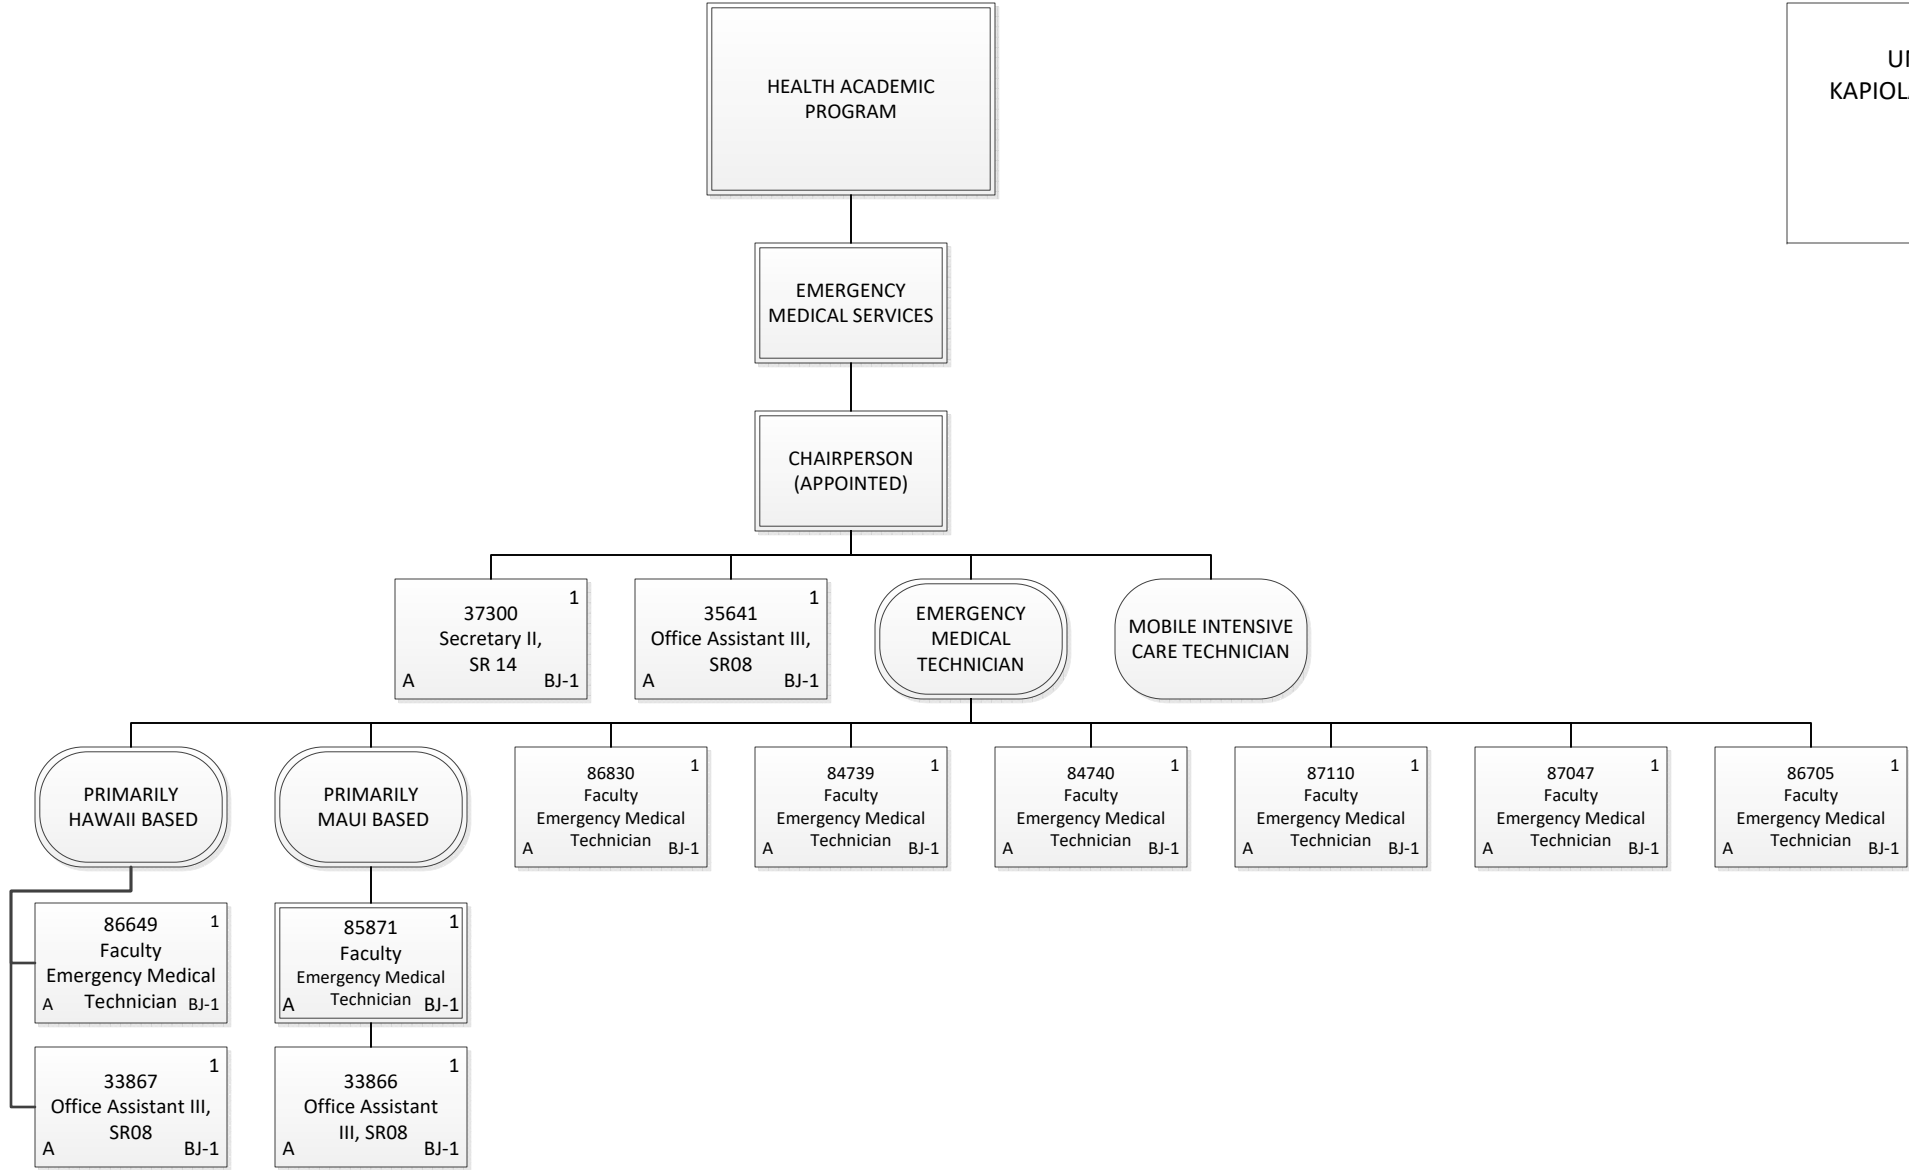 HEALTH ACADEMIC
PROGRAM
EMERGENCY
MEDICAL SERVICES
CHAIRPERSON
(APPOINTED)
1
37300
Secretary II,
SR 14
A BJ-1
1
35641
Office Assistant III,
SR08
A BJ-1
EMERGENCY
MEDICAL
TECHNICIAN
MOBILE INTENSIVE
CARE TECHNICIAN
PRIMARILY
HAWAII BASED
PRIMARILY
MAUI BASED
86830 1
Faculty
Emergency Medical
A Technician BJ-1
84739 1
Faculty
Emergency Medical
A Technician BJ-1
84740 1
Faculty
Emergency Medical
A Technician BJ-1
87110 1
Faculty
Emergency Medical
A Technician BJ-1
87047 1
Faculty
Emergency Medical
A Technician BJ-1
86705 1
Faculty
Emergency Medical
A Technician BJ-1
86649 1
Faculty
Emergency Medical
A Technician BJ-1
85871 1
Faculty
Emergency Medical
A Technician BJ-1
1
33867
Office Assistant III,
SR08
A BJ-1
1
33866
Office Assistant
III, SR08
A BJ-1